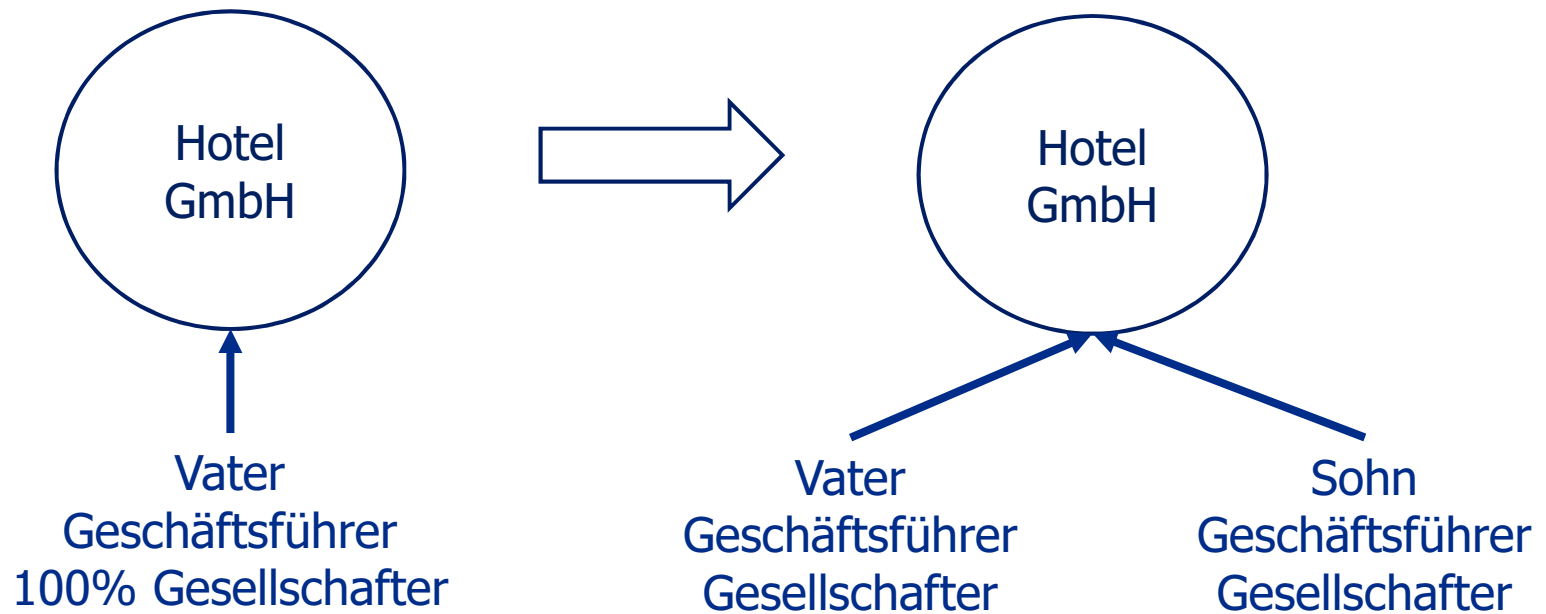 Hotel
GmbH
Hotel
GmbH
Vater
Geschäftsführer
100% Gesellschafter
Vater
Geschäftsführer
Gesellschafter
Sohn
Geschäftsführer
Gesellschafter